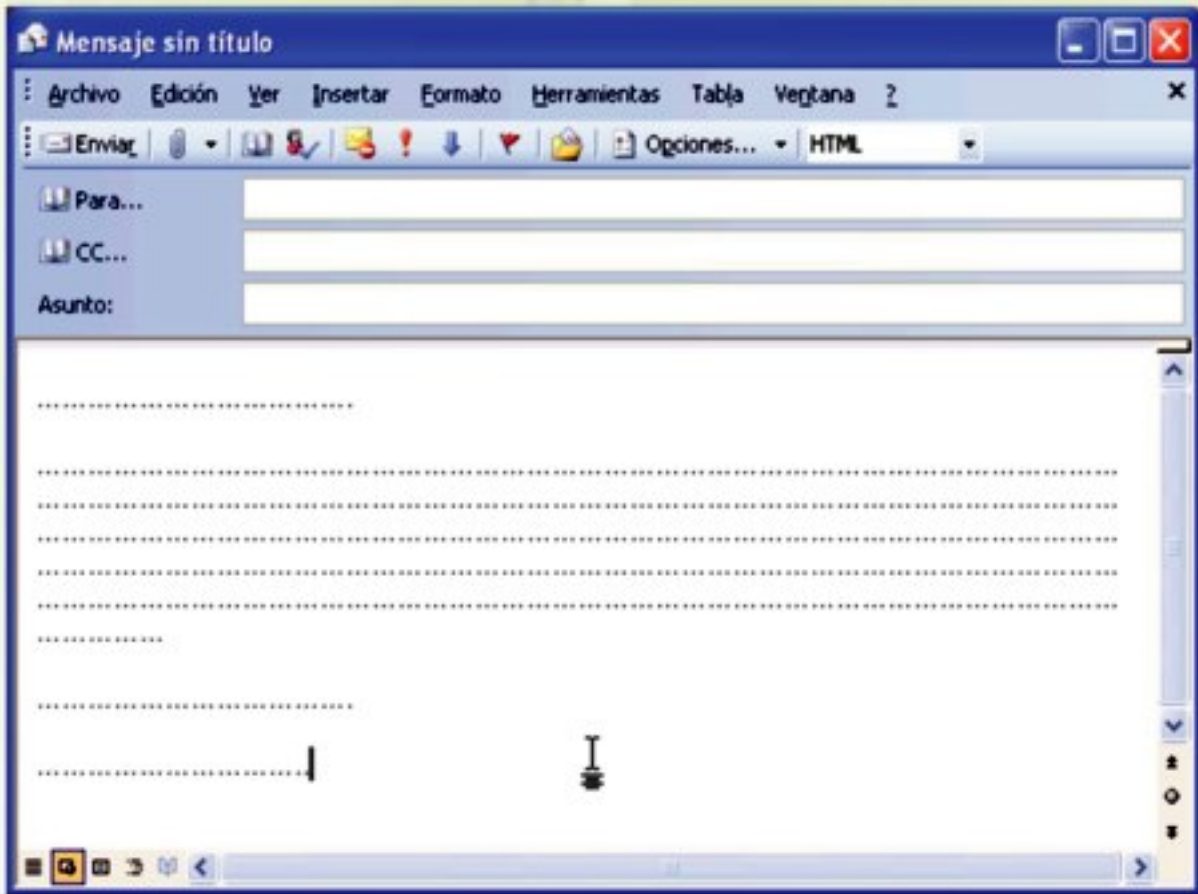 Mensaje sin título
Archivo Edición Ver Insertar Formato Herramientas Tabla Ventana ?
Enviar Opciones... HTML
Para...
CC...
Asunto: